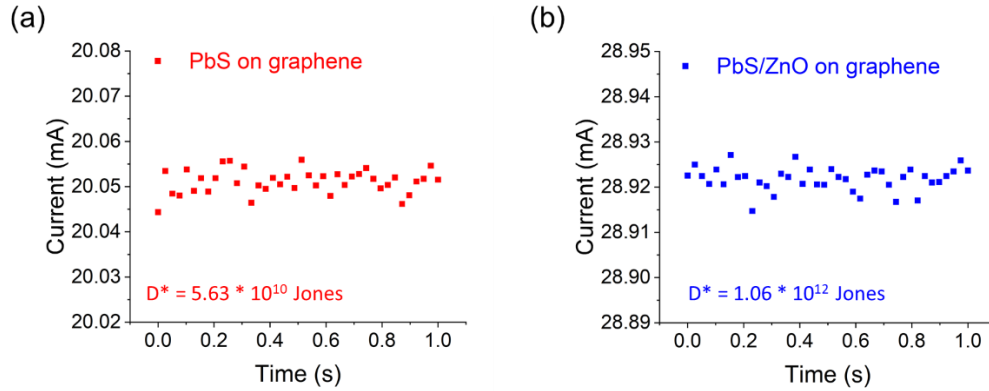 (a)
20.08
20.07
20.06
20.05
20.04
20.03
20.02
Current (mA)
PbS on graphene
D* = 5.63 * 10¹⁰ Jones
0.0 0.2 0.4 0.6 0.8 1.0
Time (s)
(b)
28.95
28.94
28.93
28.92
28.91
28.90
28.89
Current (mA)
PbS/ZnO on graphene
D* = 1.06 * 10¹² Jones
0.0 0.2 0.4 0.6 0.8 1.0
Time (s)